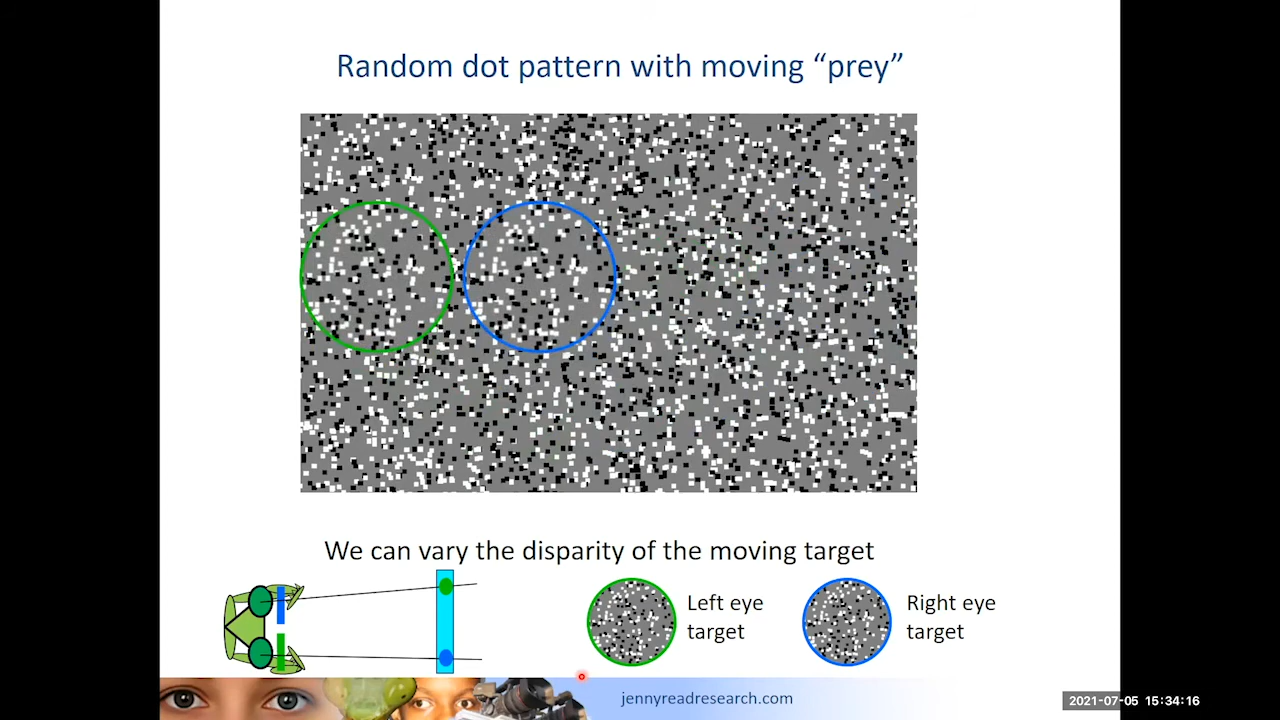 Random dot pattern with moving “prey”
We can vary the disparity of the moving target
Left eye
target
Right eye
target
jennyreadresearch.com
2021-07-05 15:34:16